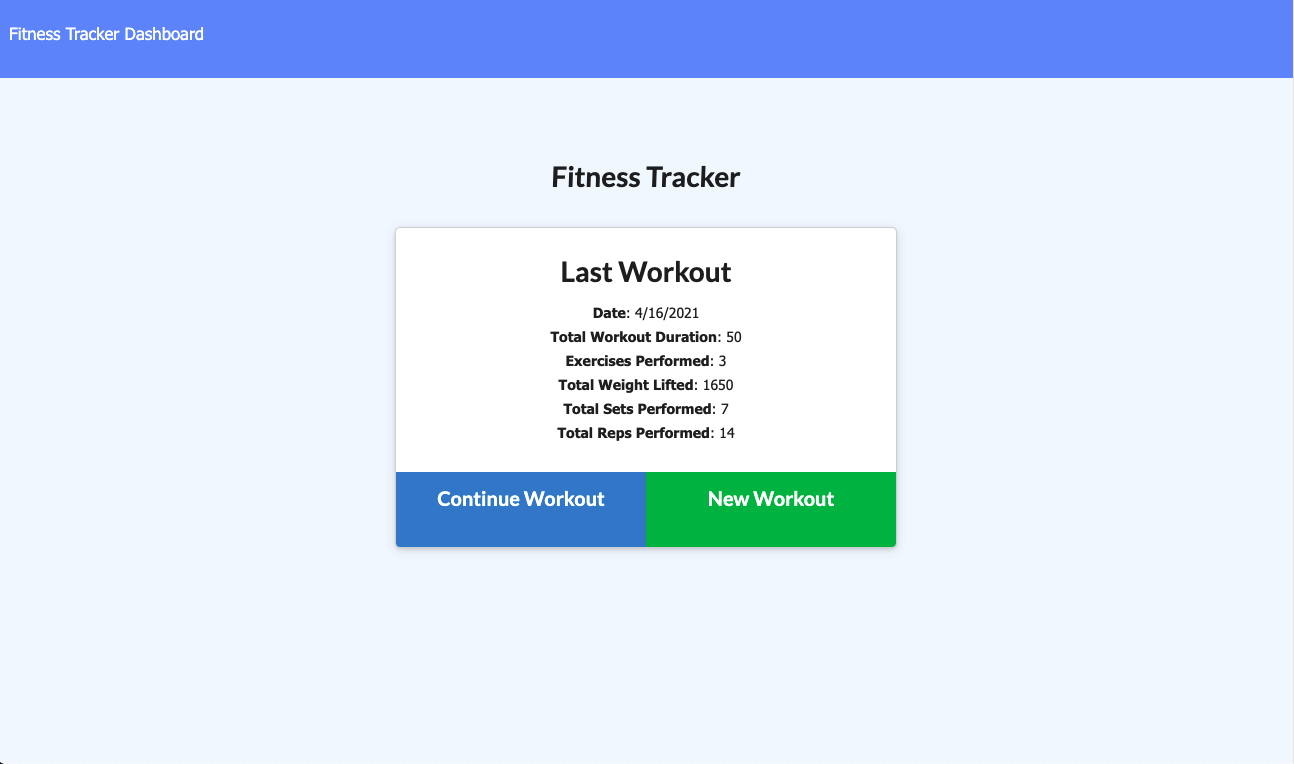 Fitness Tracker Dashboard
Fitness Tracker
Last Workout
Date: 4/16/2021
Total Workout Duration: 50
Exercises Performed: 3
Total Weight Lifted: 1650
Total Sets Performed: 7
Total Reps Performed: 14
Continue Workout
New Workout